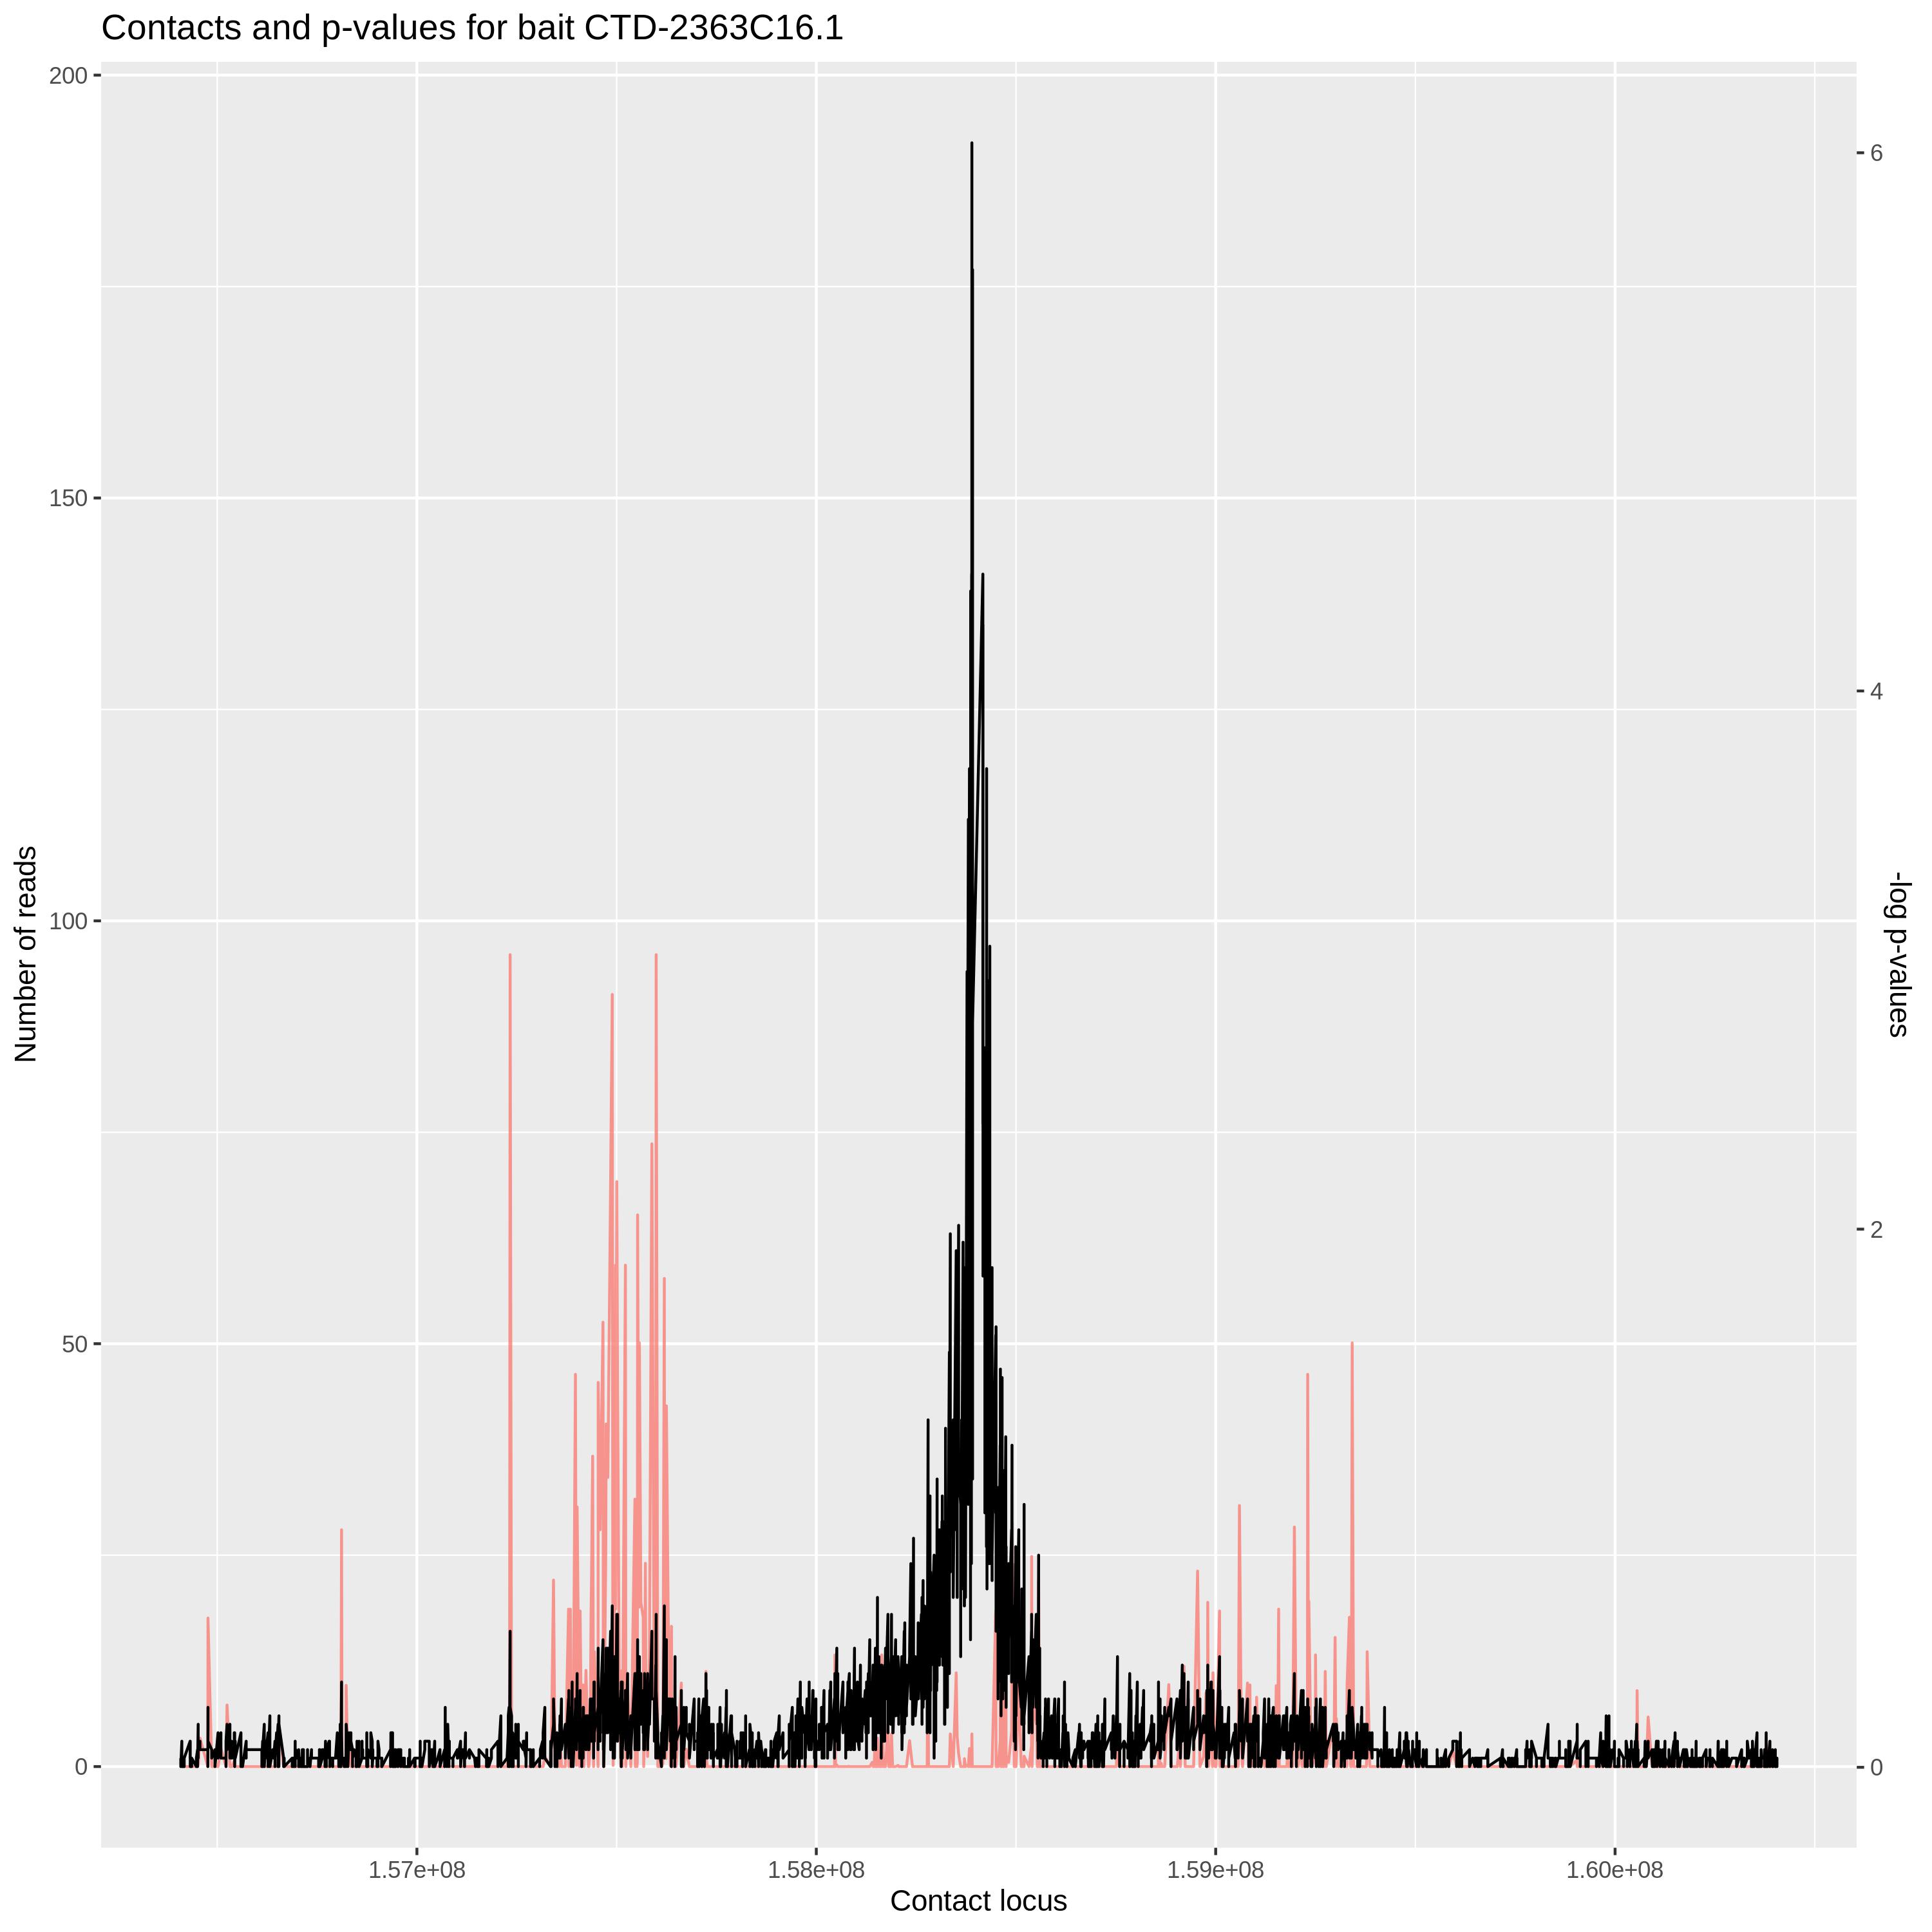 Contacts and p-values for bait CTD-2363C16.1
200
150
100
50
0
Number of reads
6
4
2
0
-log p-values
1.57e+08
1.58e+08
1.59e+08
1.60e+08
Contact locus